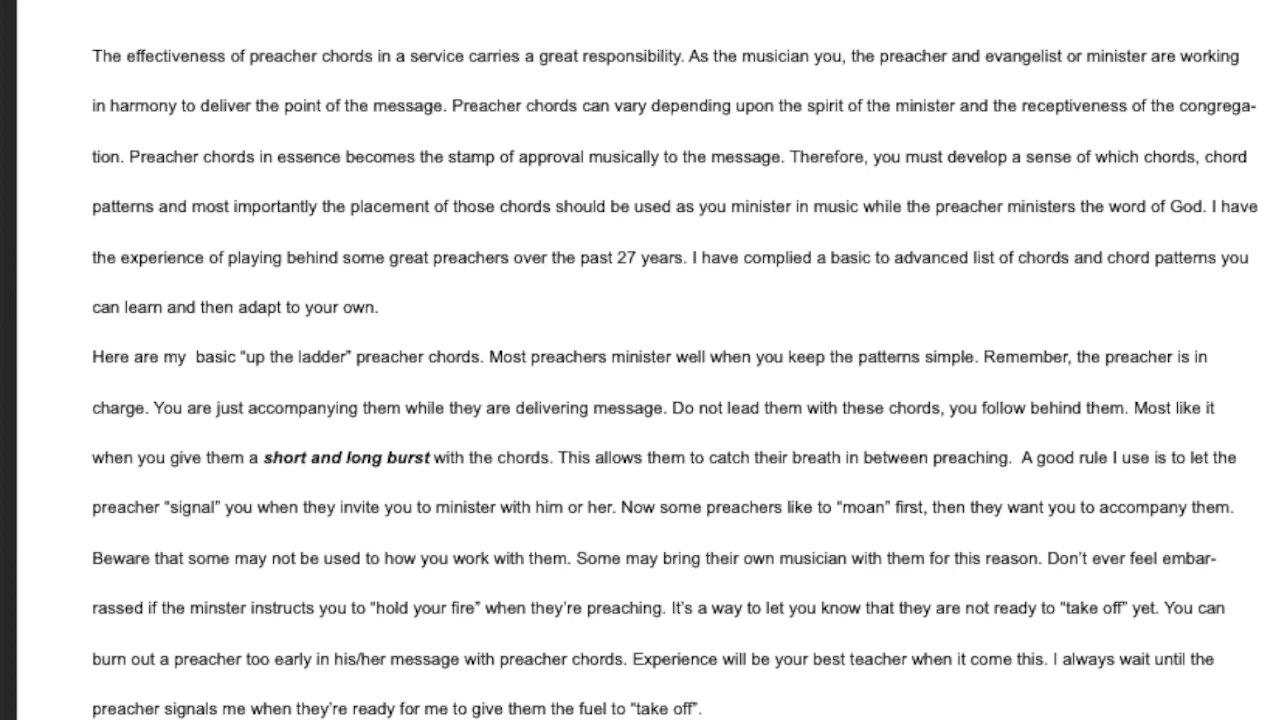 The effectiveness of preacher chords in a service carries a great responsibility. As the musician you, the preacher and evangelist or minister are working
in harmony to deliver the point of the message. Preacher chords can vary depending upon the spirit of the minister and the receptiveness of the congrega-
tion. Preacher chords in essence becomes the stamp of approval musically to the message. Therefore, you must develop a sense of which chords, chord
patterns and most importantly the placement of those chords should be used as you minister in music while the preacher ministers the word of God. I have
the experience of playing behind some great preachers over the past 27 years. I have complied a basic to advanced list of chords and chord patterns you
can learn and then adapt to your own.
Here are my  basic “up the ladder” preacher chords. Most preachers minister well when you keep the patterns simple. Remember, the preacher is in
charge. You are just accompanying them while they are delivering message. Do not lead them with these chords, you follow behind them. Most like it
when you give them a short and long burst with the chords. This allows them to catch their breath in between preaching.  A good rule I use is to let the
preacher “signal” you when they invite you to minister with him or her. Now some preachers like to “moan” first, then they want you to accompany them.
Beware that some may not be used to how you work with them. Some may bring their own musician with them for this reason. Don’t ever feel embar-
rassed if the minster instructs you to “hold your fire” when they’re preaching. It’s a way to let you know that they are not ready to “take off” yet. You can
burn out a preacher too early in his/her message with preacher chords. Experience will be your best teacher when it come this. I always wait until the
preacher signals me when they’re ready for me to give them the fuel to “take off”.